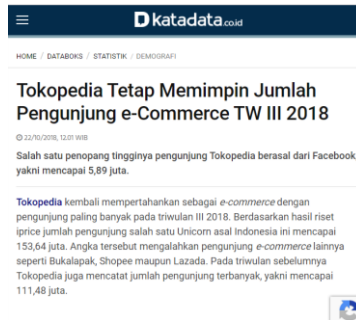 katadata.co.id
HOME / DATABOKS / STATISTIK / DEMOGRAFI
Tokopedia Tetap Memimpin Jumlah
Pengunjung e-Commerce TW III 2018
22/10/2018, 12.01 WIB
Salah satu penopang tingginya pengunjung Tokopedia berasal dari Facebook
yakni mencapai 5,89 juta.
Tokopedia kembali mempertahankan sebagai e-commerce dengan
pengunjung paling banyak pada triwulan III 2018. Berdasarkan hasil riset
iprice jumlah pengunjung salah satu Unicorn asal Indonesia ini mencapai
153,64 juta. Angka tersebut mengalahkan pengunjung e-commerce lainnya
seperti Bukalapak, Shopee maupun Lazada. Pada triwulan sebelumnya
Tokopedia juga mencatat jumlah pengunjung terbanyak, yakni mencapai
111,48 juta.